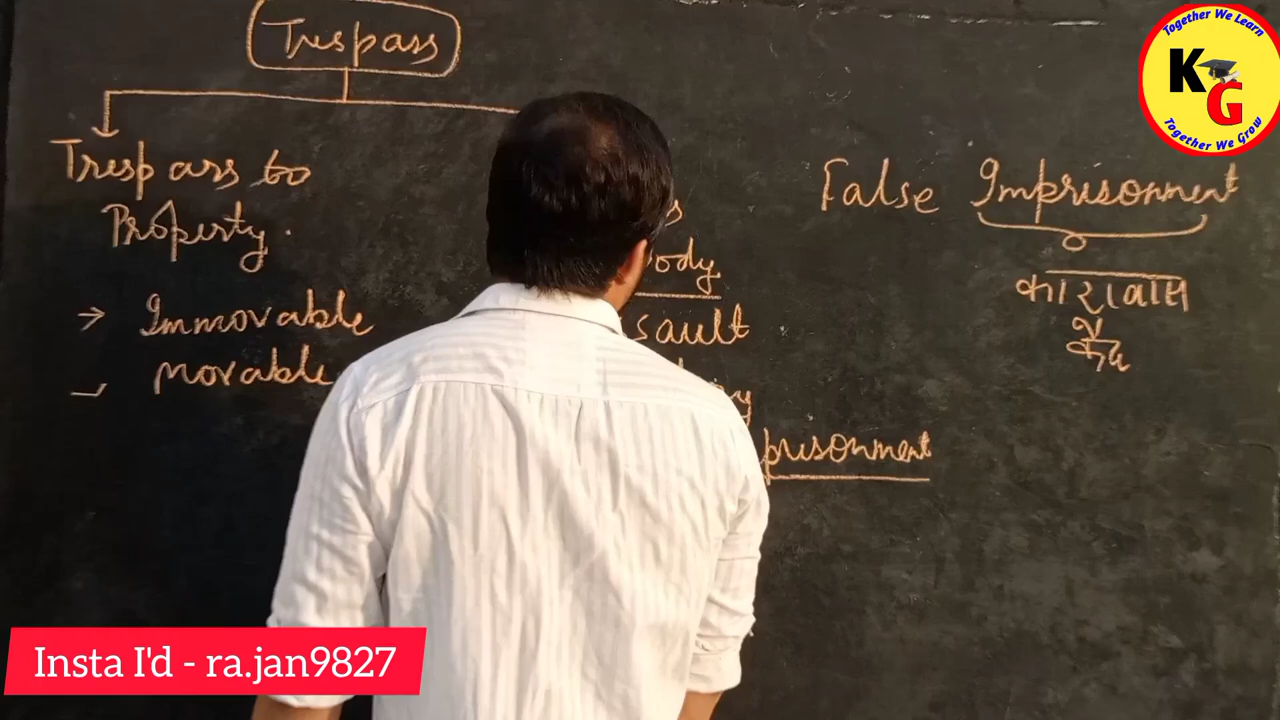 Trespass
Trespass to
Property.
→ Immovable
movable
body
sault
prisonment
False Imprisonment
कारावास
कैद
Together We Learn
KG
Together We Grow
Insta I'd - ra.jan9827